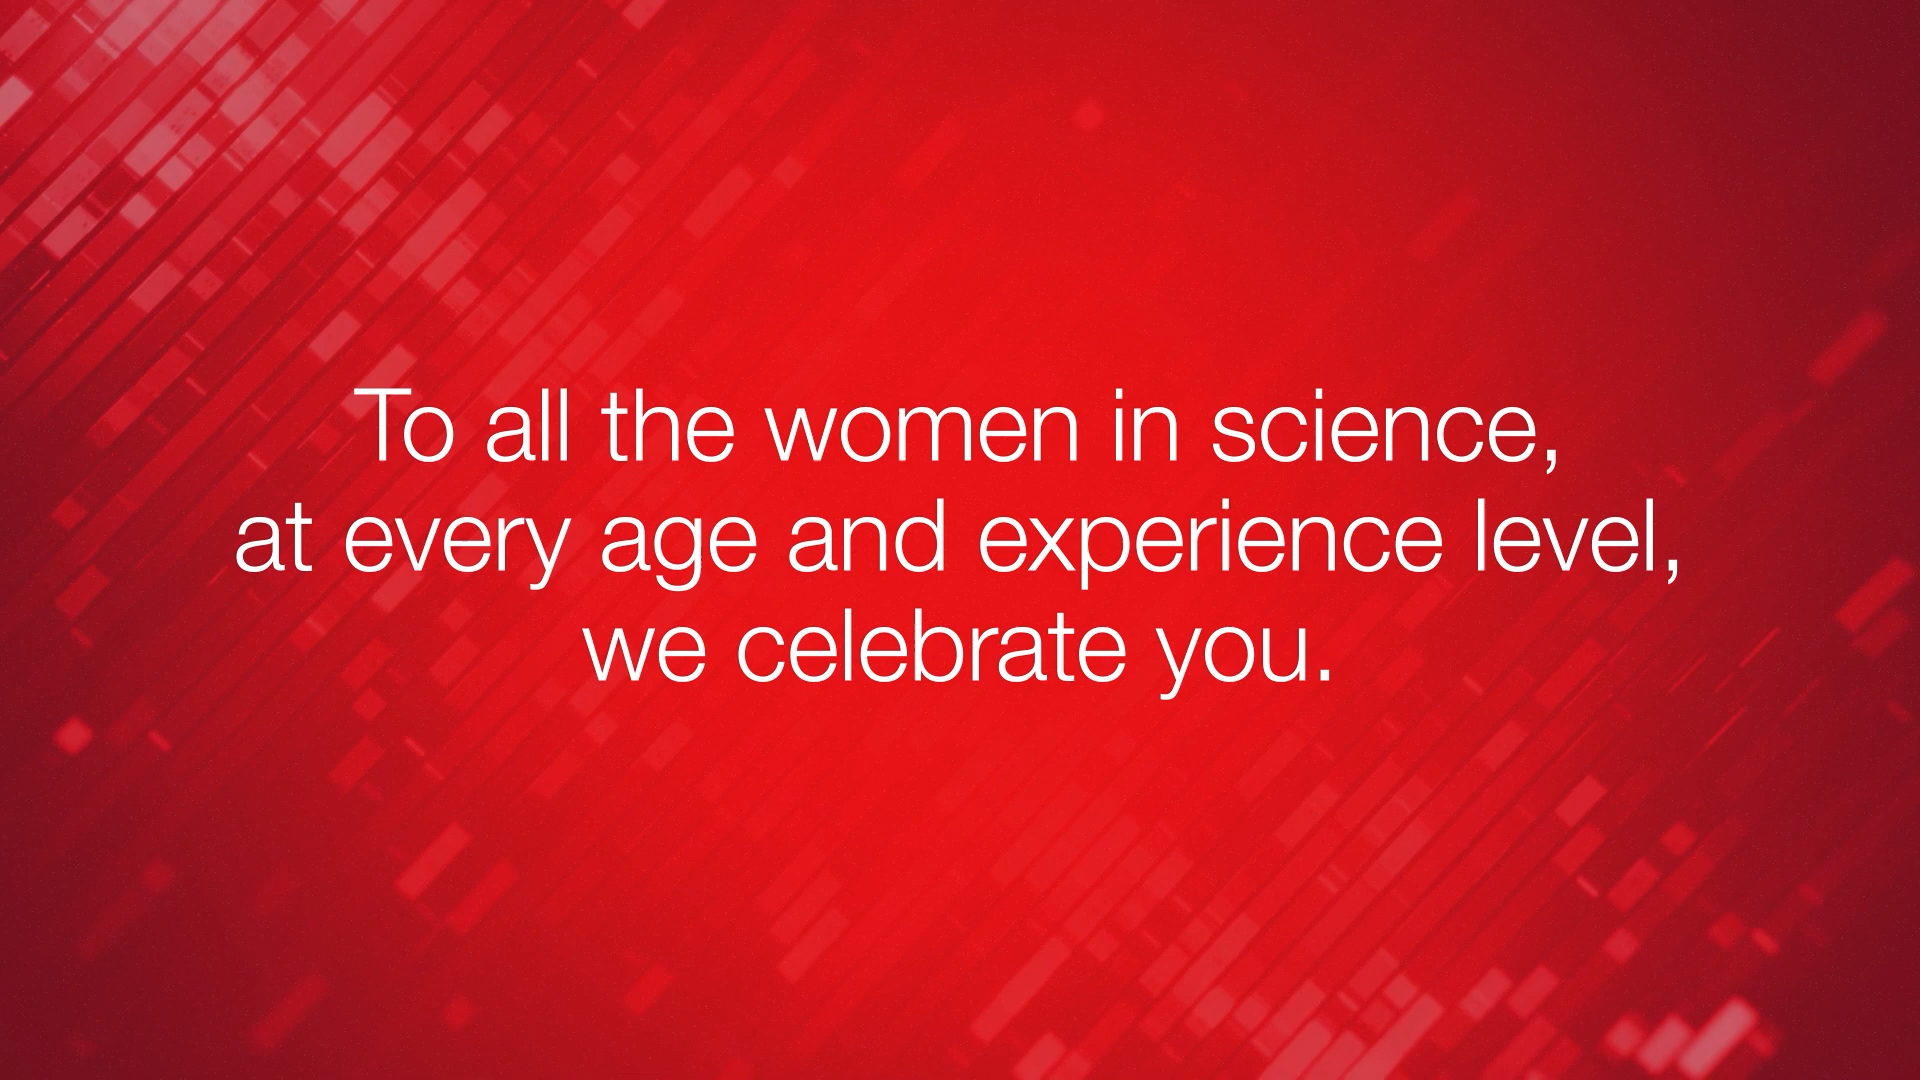 To all the women in science,
at every age and experience level,
we celebrate you.